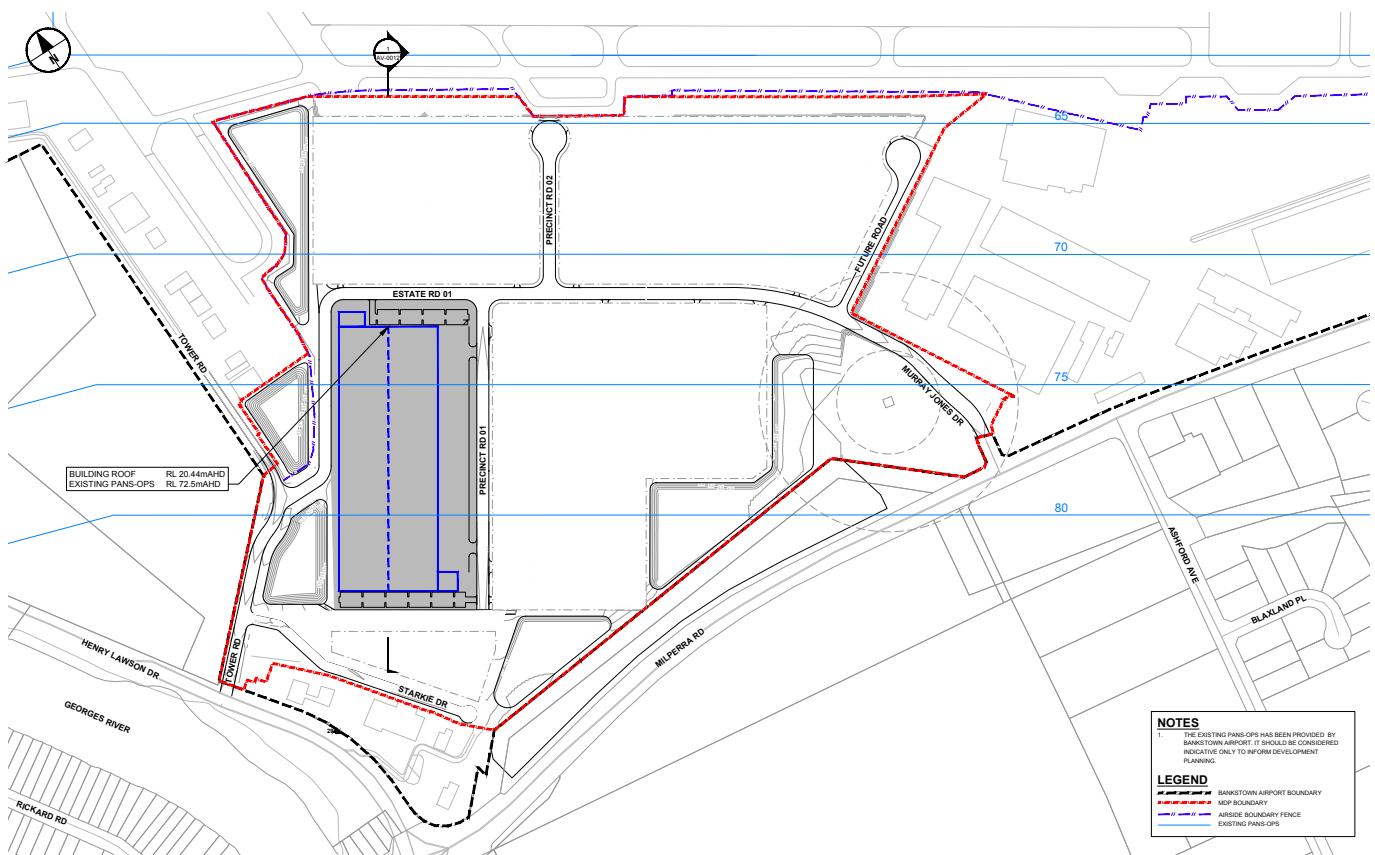 N
1
AV-0012
65
PRECINCT RD 02
FUTURE ROAD
70
ESTATE RD 01
TOWER RD
75
MURRAY JONES DR
PRECINCT RD 01
BUILDING ROOF RL 20.44mAHD
EXISTING PANS-OPS RL 72.5mAHD
80
ASHFORD AVE
BLAXLAND PL
MILPERRA RD
HENRY LAWSON DR
TOWER RD
STARKIE DR
GEORGES RIVER
RICKARD RD
NOTES
1. THE EXISTING PANS-OPS HAS BEEN PROVIDED BY
BANKSTOWN AIRPORT. IT SHOULD BE CONSIDERED
INDICATIVE ONLY TO INFORM DEVELOPMENT
PLANNING.
LEGEND
BANKSTOWN AIRPORT BOUNDARY
MDP BOUNDARY
AIRSIDE BOUNDARY FENCE
EXISTING PANS-OPS